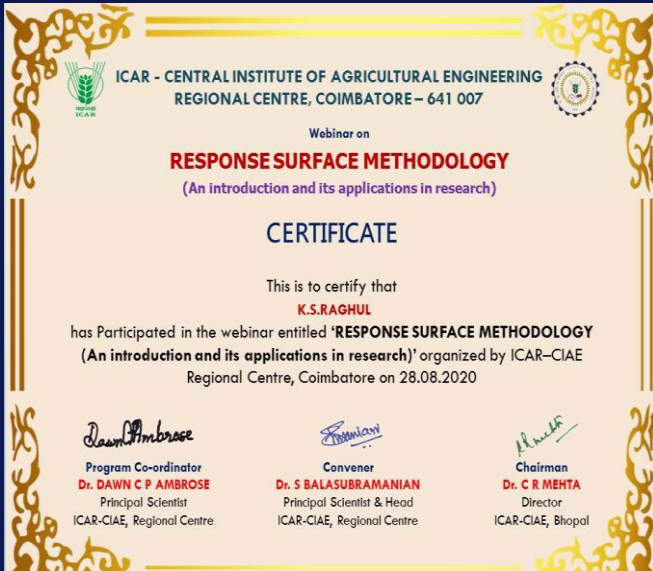 ICAR - CENTRAL INSTITUTE OF AGRICULTURAL ENGINEERING
REGIONAL CENTRE, COIMBATORE – 641 007
ICAR
Webinar on
RESPONSE SURFACE METHODOLOGY
(An introduction and its applications in research)
CERTIFICATE
This is to certify that
K.S.RAGHUL
has Participated in the webinar entitled ‘RESPONSE SURFACE METHODOLOGY
(An introduction and its applications in research)’ organized by ICAR–CIAE
Regional Centre, Coimbatore on 28.08.2020
Program Co-ordinator
Dr. DAWN C P AMBROSE
Principal Scientist
ICAR-CIAE, Regional Centre
Convener
Dr. S BALASUBRAMANIAN
Principal Scientist & Head
ICAR-CIAE, Regional Centre
Chairman
Dr. C R MEHTA
Director
ICAR-CIAE, Bhopal